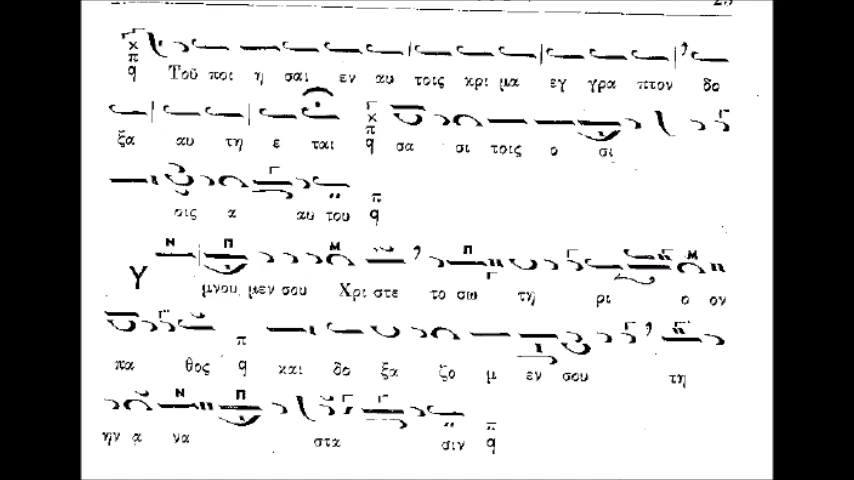 Τοῦ ποι η σαι εν αυ τοις κρι μα εγ γρα πτον δο
ξα αυ τη ε ται π q σα σι τοις ο σι
οις α αυ του π q
Υ μνου μεν σου Χρι στε το σω τη ρι ο ον
πα θος π q και δο ξα ζο μ εν σου τη
ην α να στα σιν π q